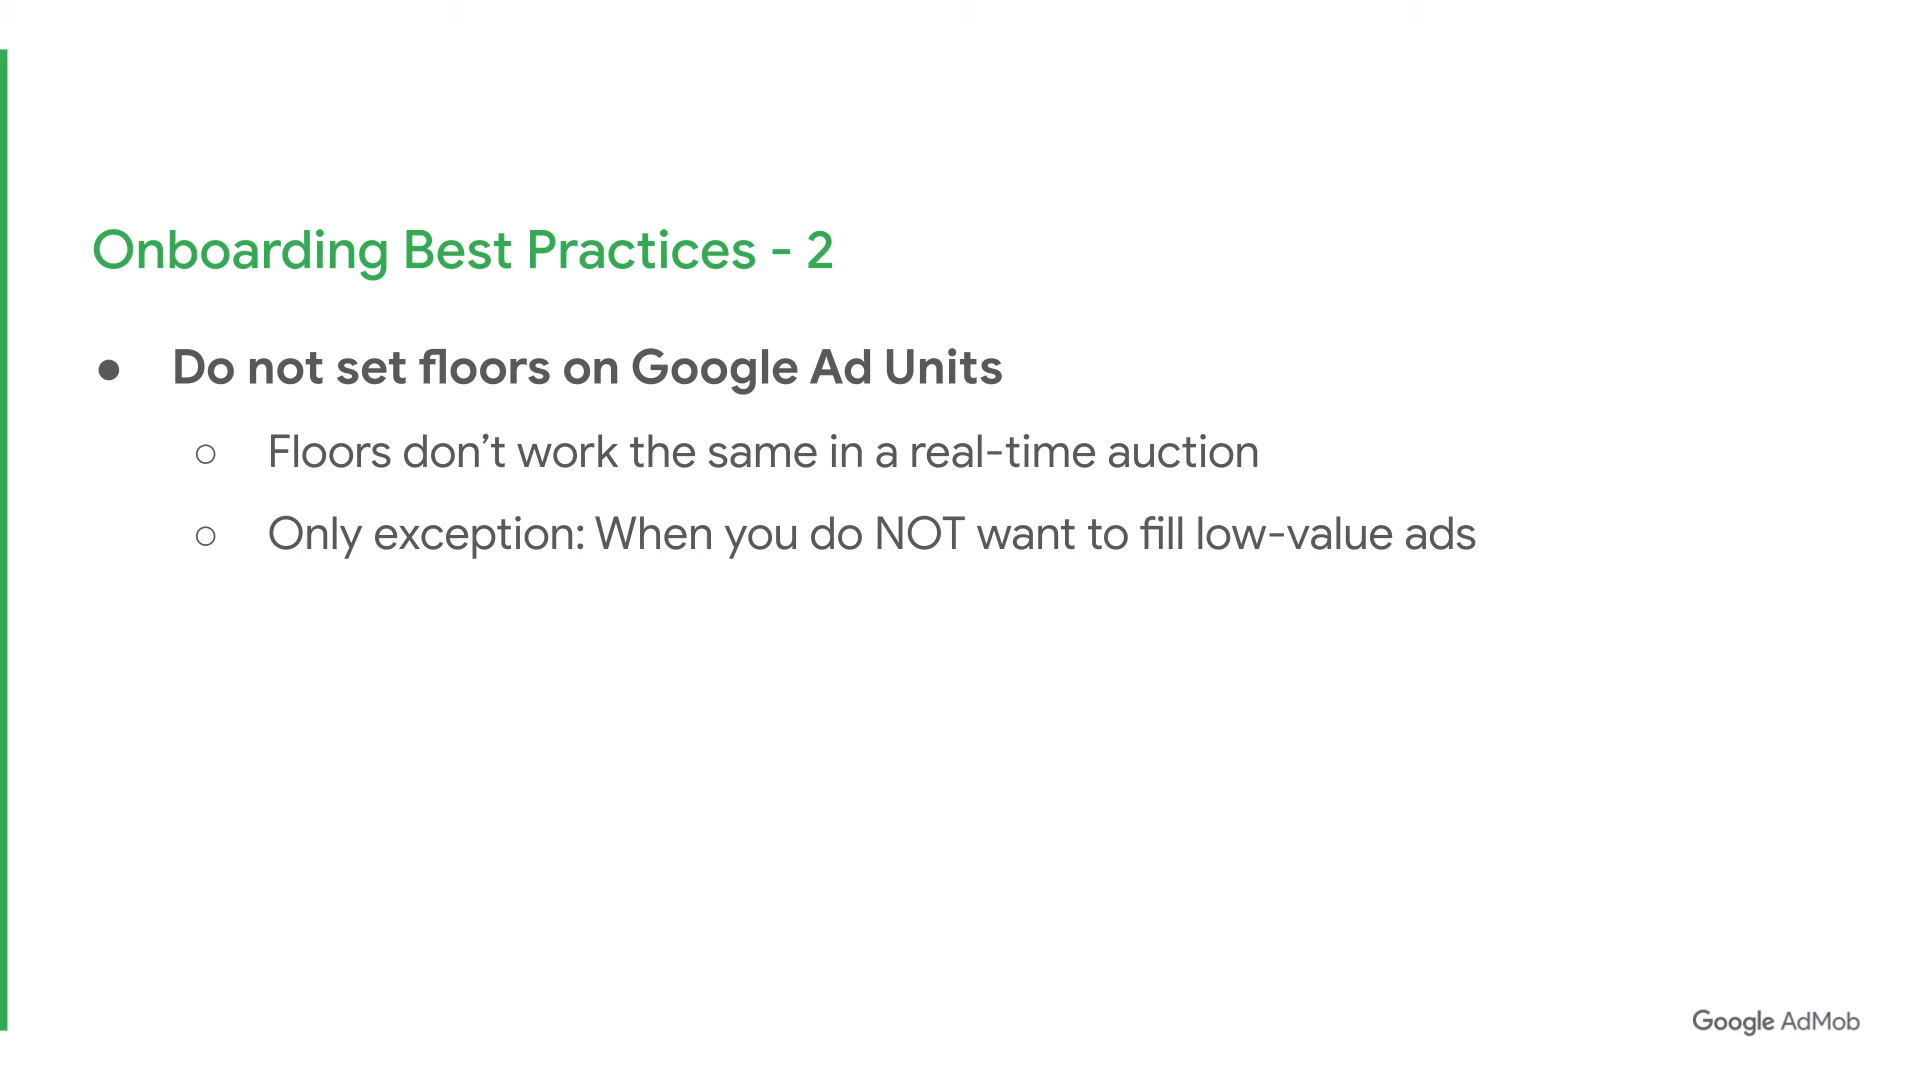 Onboarding Best Practices - 2
● Do not set floors on Google Ad Units
○ Floors don’t work the same in a real-time auction
○ Only exception: When you do NOT want to fill low-value ads
Google AdMob